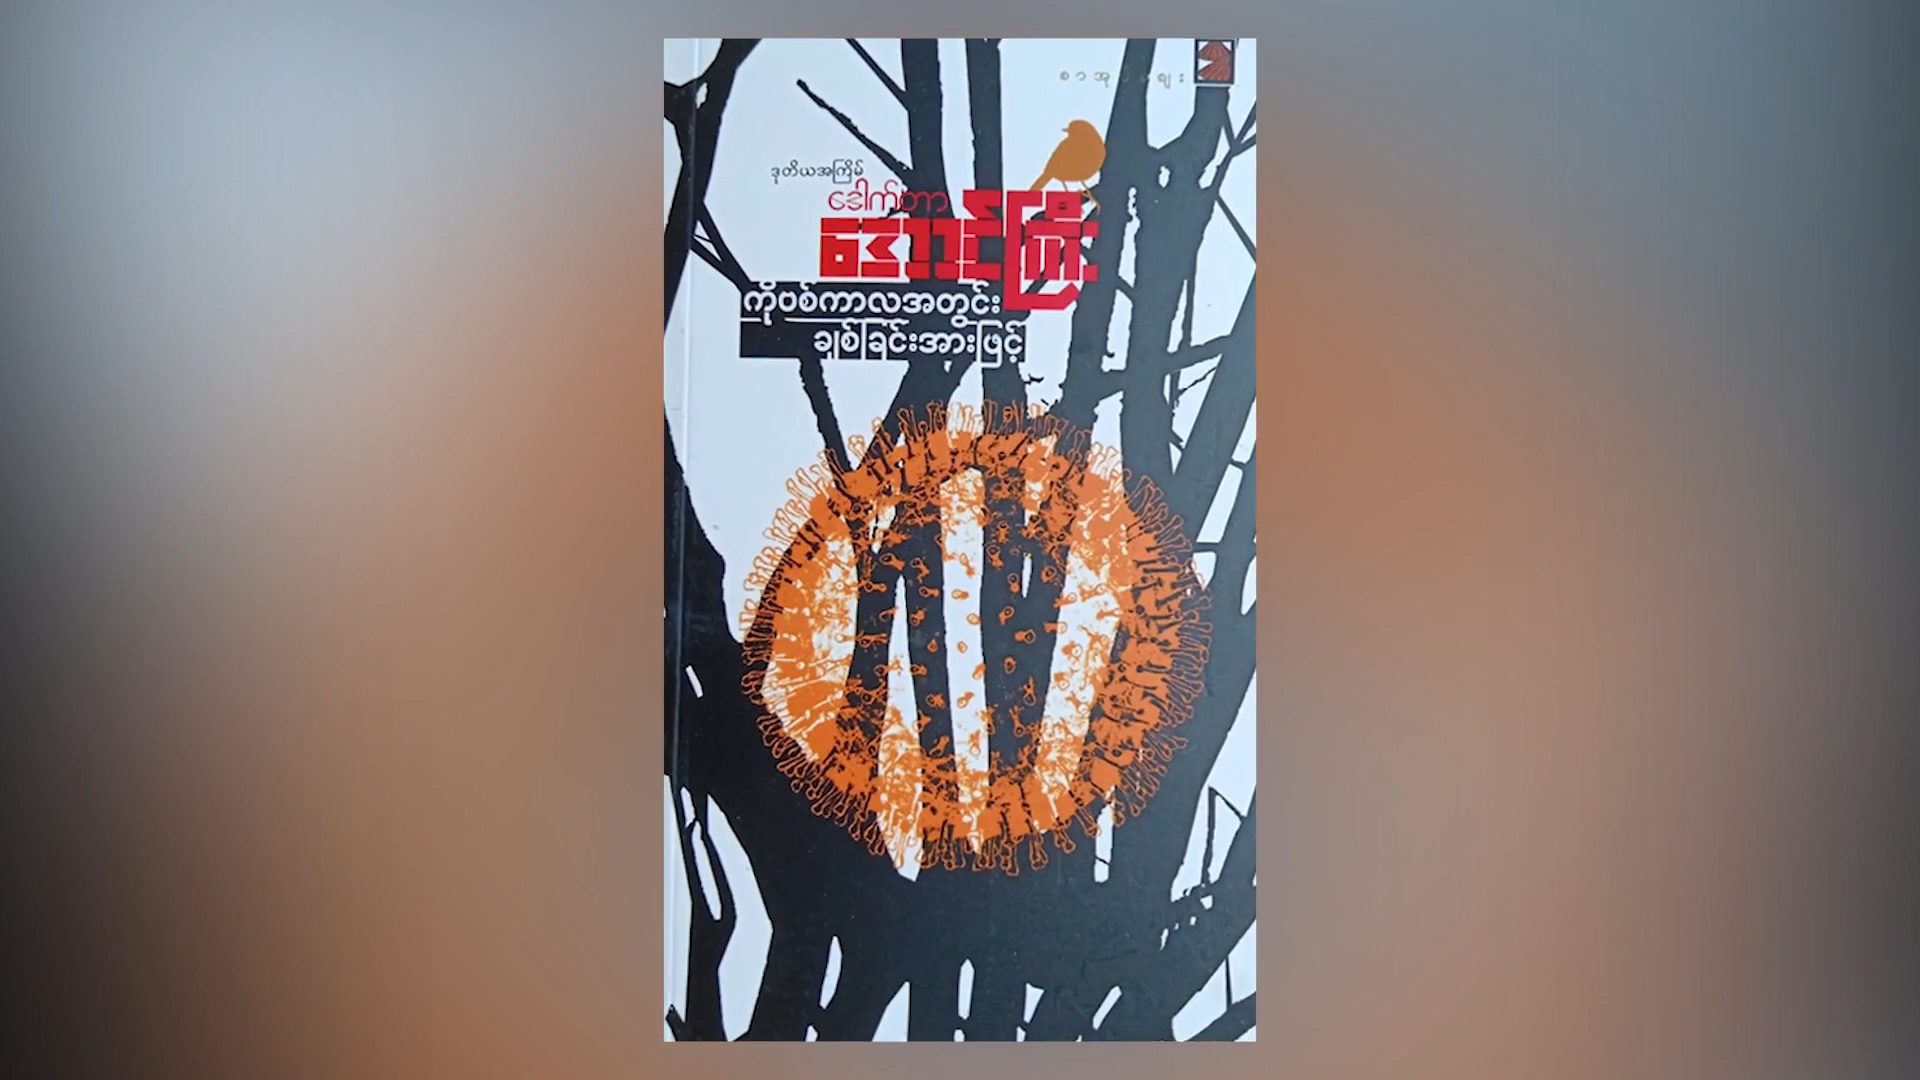 ဒုတိယအကြိမ်
ဒေါက်တာ
အောင်ကြီး
ကိုဗစ်ကာလအတွင်း
ချစ်ခြင်းအားဖြင့်